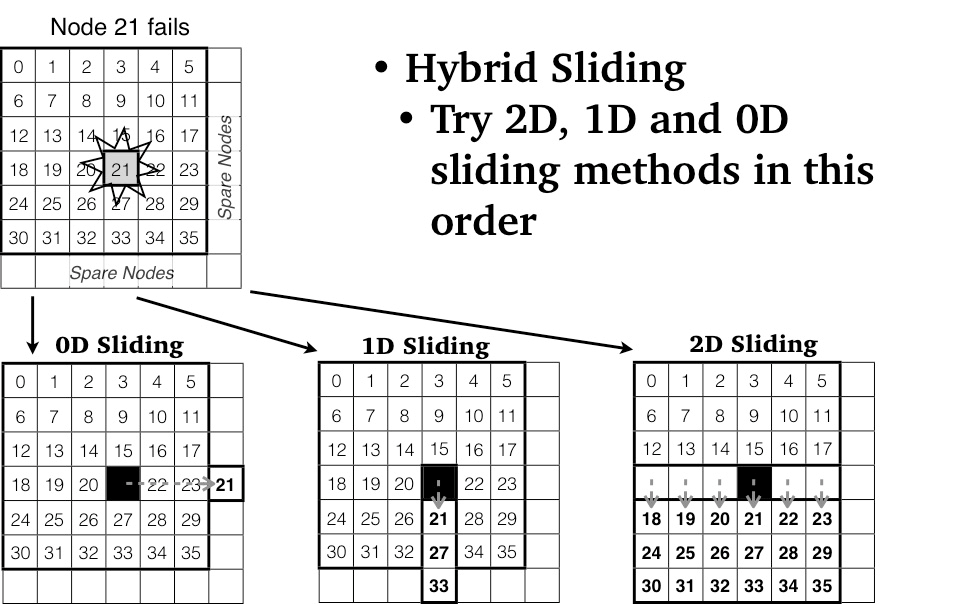 Node 21 fails
0 1 2 3 4 5
6 7 8 9 10 11
12 13 14 15 16 17
18 19 20 21 22 23
24 25 26 27 28 29
30 31 32 33 34 35
Spare Nodes
Spare Nodes
• Hybrid Sliding
• Try 2D, 1D and 0D
sliding methods in this
order
0D Sliding
0 1 2 3 4 5
6 7 8 9 10 11
12 13 14 15 16 17
18 19 20 22 23 21
24 25 26 27 28 29
30 31 32 33 34 35
1D Sliding
0 1 2 3 4 5
6 7 8 9 10 11
12 13 14 15 16 17
18 19 20 22 23
24 25 26 21 28 29
30 31 32 27 34 35
33
2D Sliding
0 1 2 3 4 5
6 7 8 9 10 11
12 13 14 15 16 17
18 19 20 21 22 23
24 25 26 27 28 29
30 31 32 33 34 35